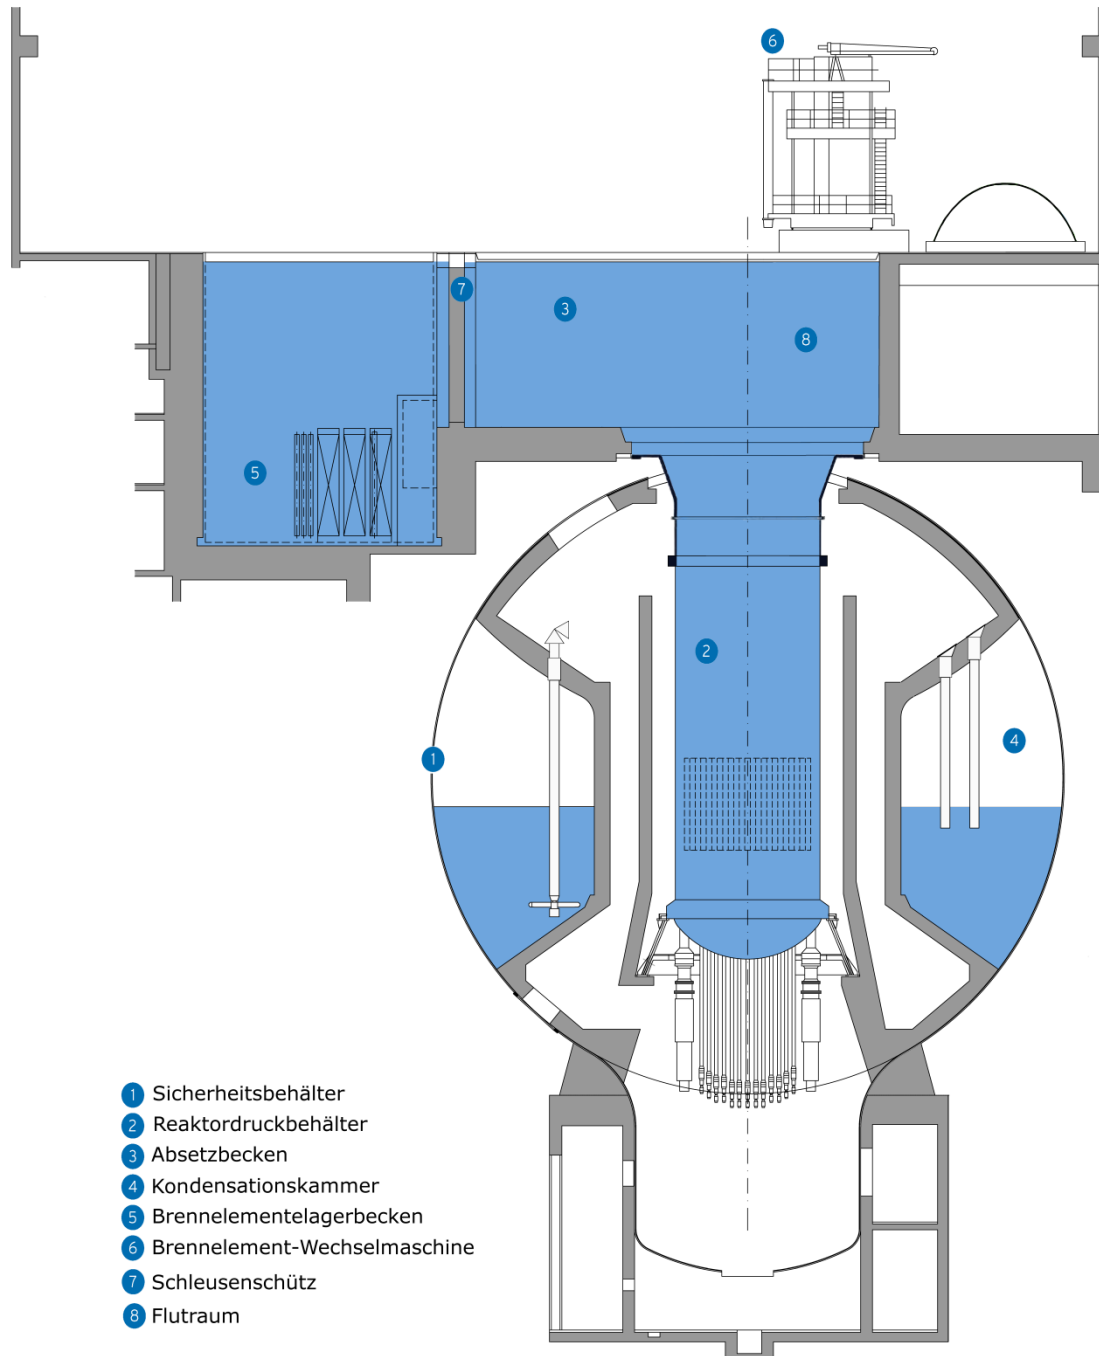 6
7
3
8
5
2
1
4
1 Sicherheitsbehälter
2 Reaktordruckbehälter
3 Absetzbecken
4 Kondensationskammer
5 Brennelementelagerbecken
6 Brennelement-Wechselmaschine
7 Schleusenschütz
8 Flutraum